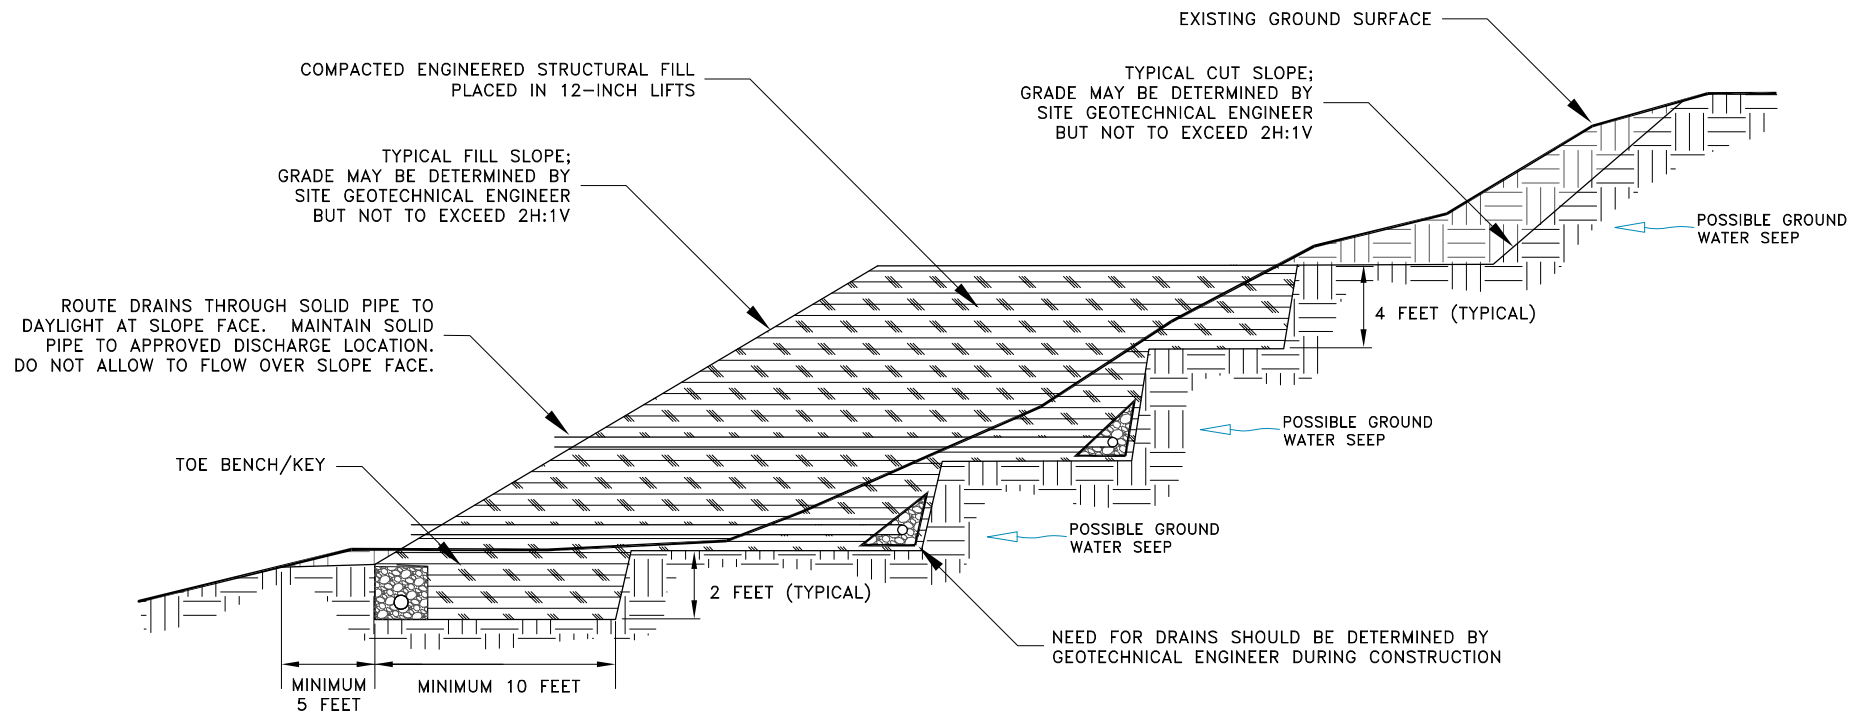 EXISTING GROUND SURFACE
COMPACTED ENGINEERED STRUCTURAL FILL
PLACED IN 12-INCH LIFTS
TYPICAL CUT SLOPE;
GRADE MAY BE DETERMINED BY
SITE GEOTECHNICAL ENGINEER
BUT NOT TO EXCEED 2H:1V
TYPICAL FILL SLOPE;
GRADE MAY BE DETERMINED BY
SITE GEOTECHNICAL ENGINEER
BUT NOT TO EXCEED 2H:1V
POSSIBLE GROUND
WATER SEEP
ROUTE DRAINS THROUGH SOLID PIPE TO
DAYLIGHT AT SLOPE FACE. MAINTAIN SOLID
PIPE TO APPROVED DISCHARGE LOCATION.
DO NOT ALLOW TO FLOW OVER SLOPE FACE.
4 FEET (TYPICAL)
POSSIBLE GROUND
WATER SEEP
TOE BENCH/KEY
POSSIBLE GROUND
WATER SEEP
2 FEET (TYPICAL)
NEED FOR DRAINS SHOULD BE DETERMINED BY
GEOTECHNICAL ENGINEER DURING CONSTRUCTION
MINIMUM
5 FEET
MINIMUM 10 FEET